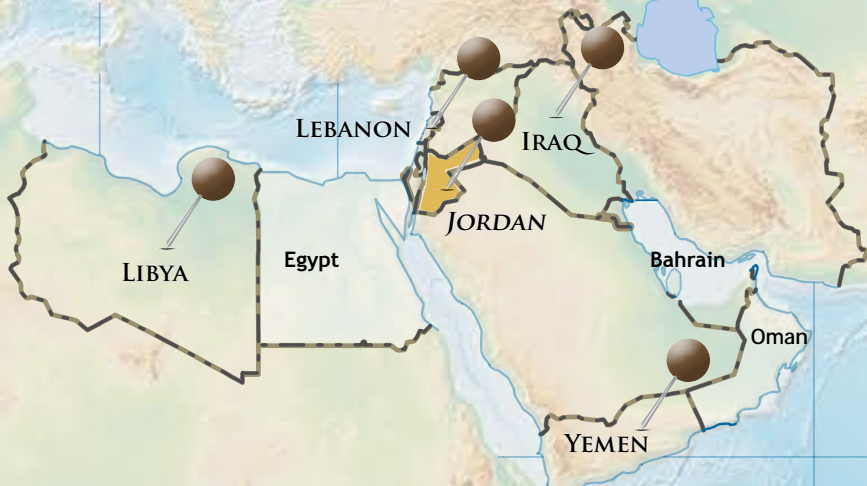 LEBANON
IRAQ
JORDAN
LIBYA
Egypt
Bahrain
Oman
YEMEN